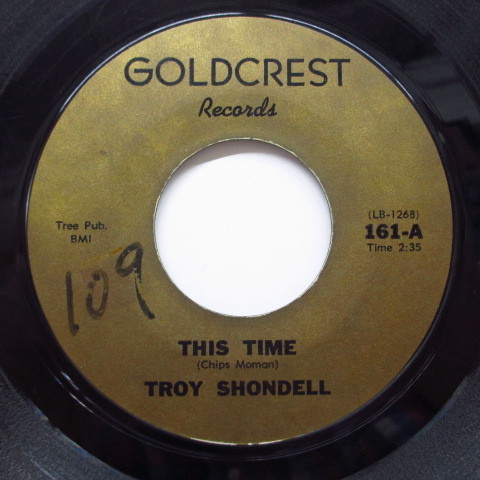 GOLDCREST
Records
Tree Pub.
BMI
(LB-1268)
161-A
Time 2:35
109
THIS TIME
(Chips Moman)
TROY SHONDELL